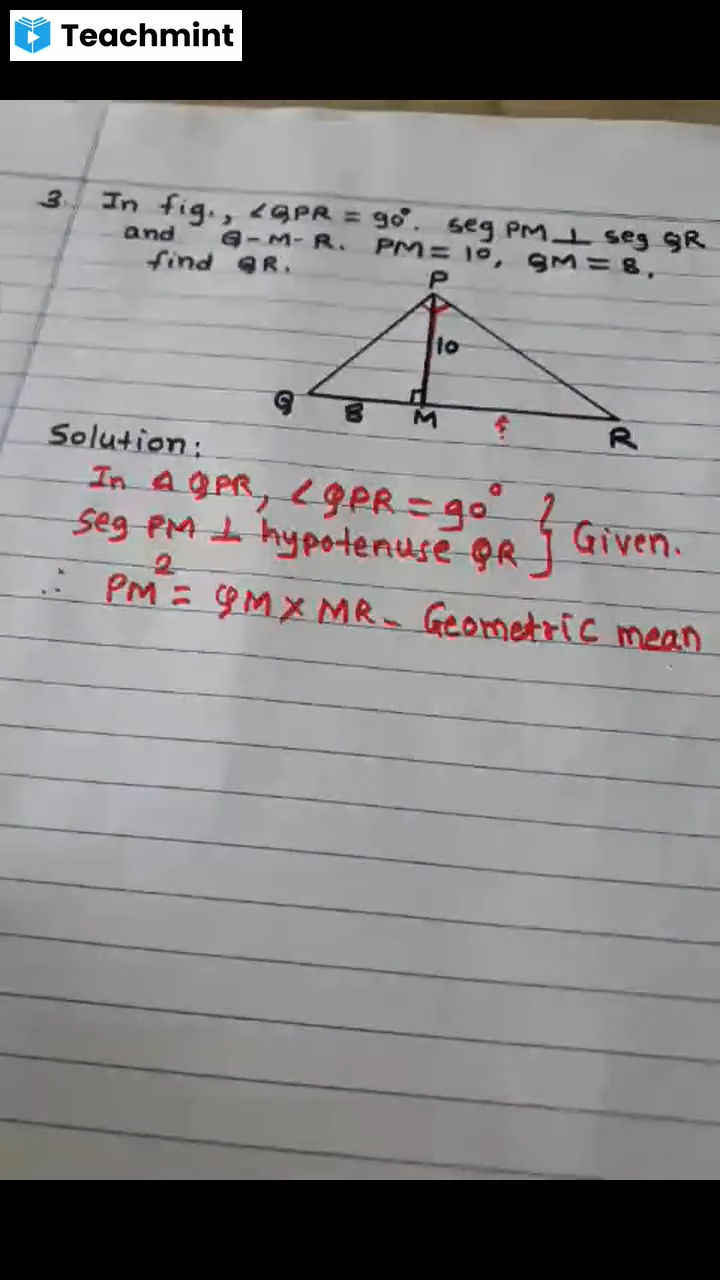 Teachmint
3. In fig., ∠QPR = 90°. seg PM ⊥ seg QR
and Q-M-R. PM = 10, QM = 8.
find QR.
P
10
Q 8 M ? R
Solution:
In △ QPR, ∠QPR = 90°
seg PM ⊥ hypotenuse QR } Given.
∴ PM² = QM × MR - Geometric mean